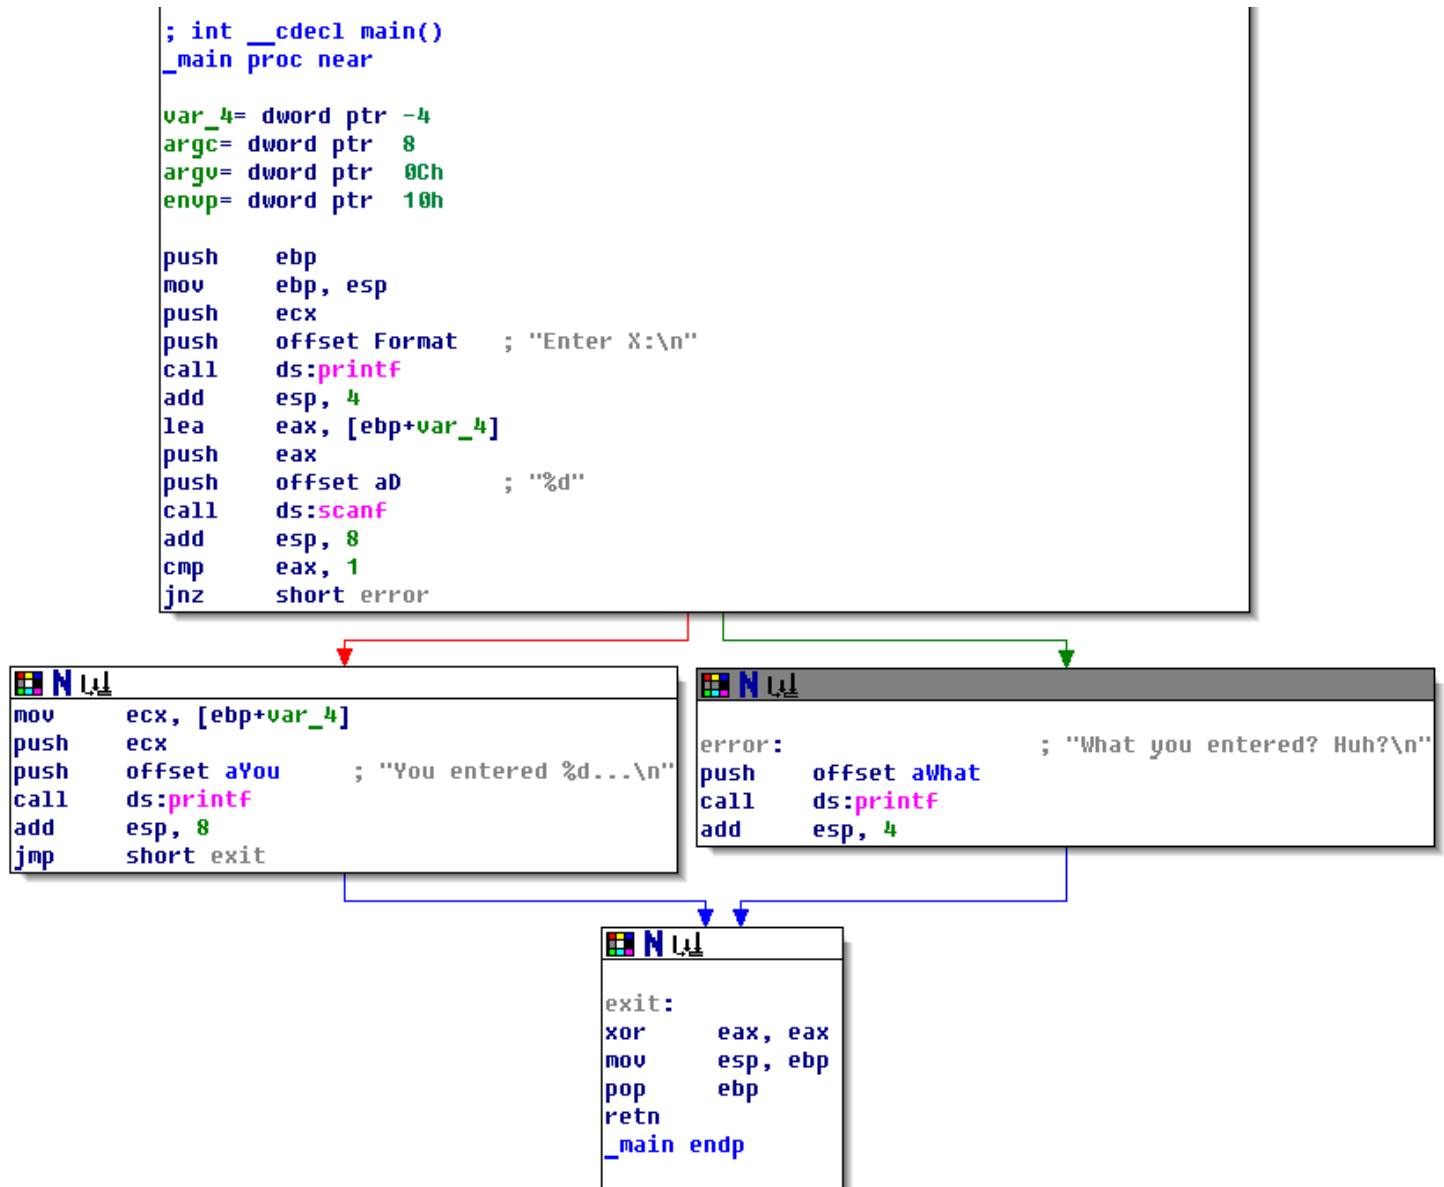 ; int __cdecl main()
_main proc near
var_4= dword ptr -4
argc= dword ptr  8
argv= dword ptr  0Ch
envp= dword ptr  10h
push    ebp
mov     ebp, esp
push    ecx
push    offset Format   ; "Enter X:\n"
call    ds:printf
add     esp, 4
lea     eax, [ebp+var_4]
push    eax
push    offset aD       ; "%d"
call    ds:scanf
add     esp, 8
cmp     eax, 1
jnz     short error
N
mov     ecx, [ebp+var_4]
push    ecx
push    offset aYou     ; "You entered %d...\n"
call    ds:printf
add     esp, 8
jmp     short exit
N
error:                  ; "What you entered? Huh?\n"
push    offset aWhat
call    ds:printf
add     esp, 4
N
exit:
xor     eax, eax
mov     esp, ebp
pop     ebp
retn
_main endp